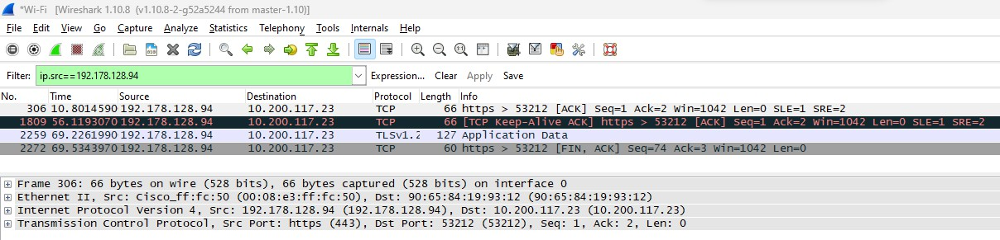 *Wi-Fi [Wireshark 1.10.8 (v1.10.8-2-g52a5244 from master-1.10)]
File Edit View Go Capture Analyze Statistics Telephony Tools Internals Help
Filter: ip.src==192.178.128.94 Expression... Clear Apply Save
No. Time Source Destination Protocol Length Info
306 10.8014590 192.178.128.94 10.200.117.23 TCP 66 https > 53212 [ACK] Seq=1 Ack=2 Win=1042 Len=0 SLE=1 SRE=2
1809 56.1193070 192.178.128.94 10.200.117.23 TCP 66 [TCP Keep-Alive ACK] https > 53212 [ACK] Seq=1 Ack=2 Win=1042 Len=0 SLE=1 SRE=2
2259 69.2261990 192.178.128.94 10.200.117.23 TLSv1.2 127 Application Data
2272 69.5343970 192.178.128.94 10.200.117.23 TCP 60 https > 53212 [FIN, ACK] Seq=74 Ack=3 Win=1042 Len=0
Frame 306: 66 bytes on wire (528 bits), 66 bytes captured (528 bits) on interface 0
Ethernet II, Src: Cisco_ff:fc:50 (00:08:e3:ff:fc:50), Dst: 90:65:84:19:93:12 (90:65:84:19:93:12)
Internet Protocol Version 4, Src: 192.178.128.94 (192.178.128.94), Dst: 10.200.117.23 (10.200.117.23)
Transmission Control Protocol, Src Port: https (443), Dst Port: 53212 (53212), Seq: 1, Ack: 2, Len: 0